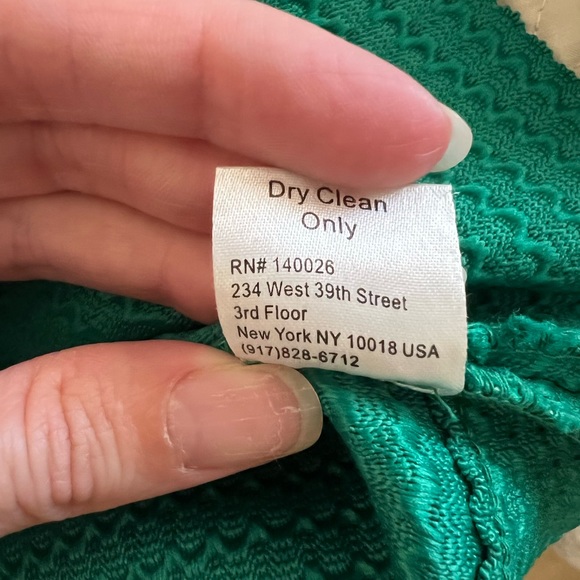 Dry Clean
Only
RN# 140026
234 West 39th Street
3rd Floor
New York NY 10018 USA
(917)828-6712